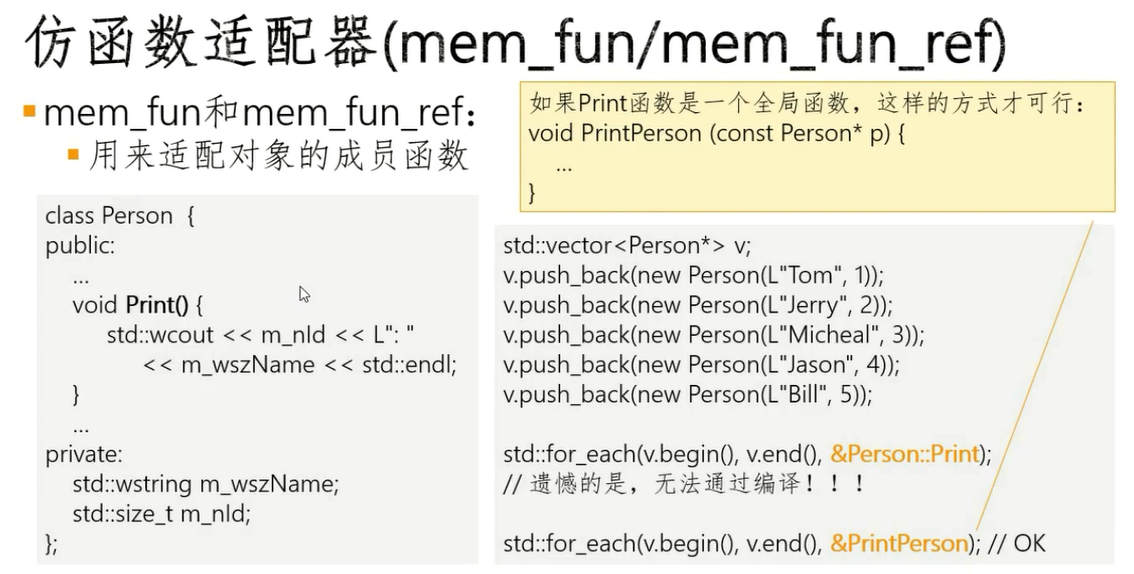 仿函数适配器(mem_fun/mem_fun_ref)
mem_fun和mem_fun_ref：
用来适配对象的成员函数
如果Print函数是一个全局函数，这样的方式才可行：
void PrintPerson (const Person* p) {
...
}
class Person {
public:
...
void Print() {
std::wcout << m_nId << L": "
<< m_wszName << std::endl;
}
...
private:
std::wstring m_wszName;
std::size_t m_nId;
};
std::vector<Person*> v;
v.push_back(new Person(L"Tom", 1));
v.push_back(new Person(L"Jerry", 2));
v.push_back(new Person(L"Micheal", 3));
v.push_back(new Person(L"Jason", 4));
v.push_back(new Person(L"Bill", 5));
std::for_each(v.begin(), v.end(), &Person::Print);
// 遗憾的是，无法通过编译！！！
std::for_each(v.begin(), v.end(), &PrintPerson); // OK